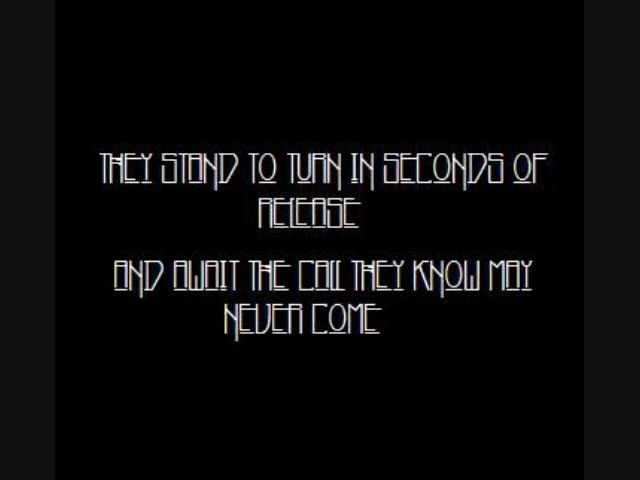 THEY STAND TO TURN IN SECONDS OF
RELEASE
AND AWAIT THE CALL THEY KNOW MAY
NEVER COME